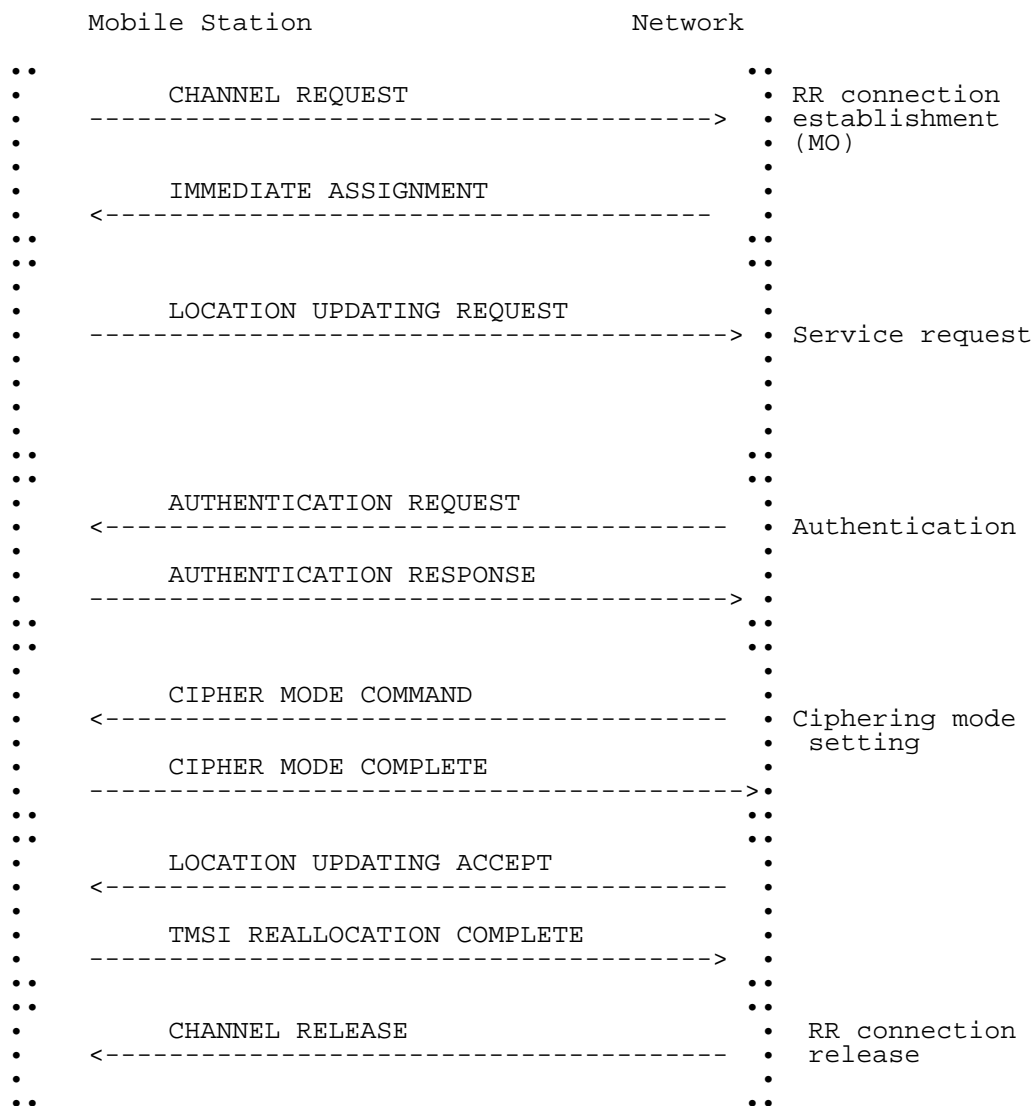 Mobile Station Network
CHANNEL REQUEST RR connection
establishment
(MO)
IMMEDIATE ASSIGNMENT
LOCATION UPDATING REQUEST
Service request
AUTHENTICATION REQUEST
Authentication
AUTHENTICATION RESPONSE
CIPHER MODE COMMAND
Ciphering mode
setting
CIPHER MODE COMPLETE
LOCATION UPDATING ACCEPT
TMSI REALLOCATION COMPLETE
CHANNEL RELEASE RR connection
release